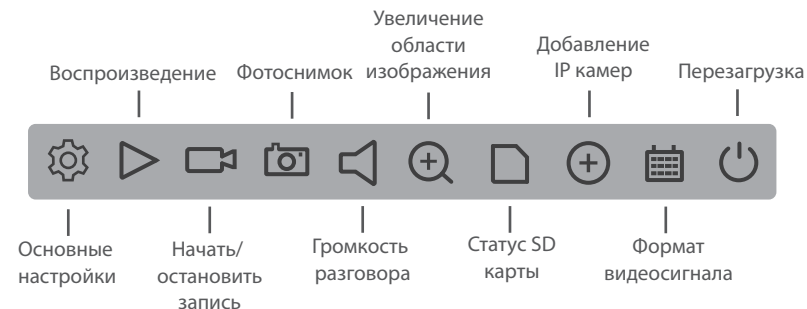 Воспроизведение
Фотоснимок
Увеличение
области
изображения
Добавление
IP камер
Перезагрузка
Основные
настройки
Начать/
остановить
запись
Громкость
разговора
Статус SD
карты
Формат
видеосигнала